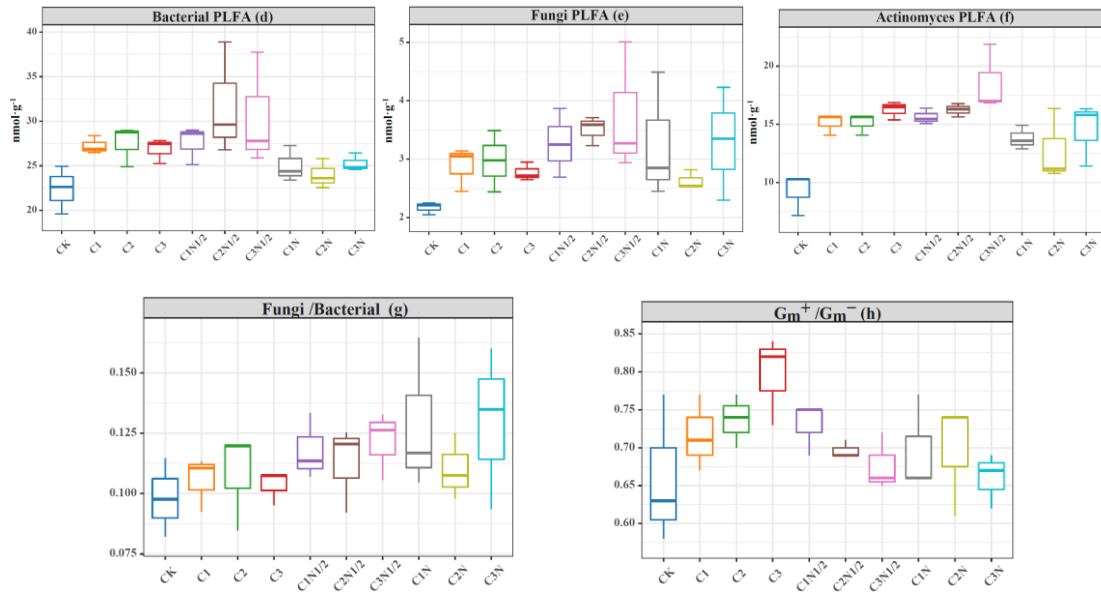 Bacterial PLFA (d)
nmol·g⁻¹
40
35
30
25
20
CK C1 C2 C3 C1N1/2 C2N1/2 C3N1/2 C1N C2N C3N
Fungi PLFA (e)
nmol·g⁻¹
5
4
3
2
CK C1 C2 C3 C1N1/2 C2N1/2 C3N1/2 C1N C2N C3N
Actinomyces PLFA (f)
nmol·g⁻¹
20
15
10
CK C1 C2 C3 C1N1/2 C2N1/2 C3N1/2 C1N C2N C3N
Fungi /Bacterial (g)
0.150
0.125
0.100
0.075
CK C1 C2 C3 C1N1/2 C2N1/2 C3N1/2 C1N C2N C3N
Gm⁺ /Gm⁻ (h)
0.85
0.80
0.75
0.70
0.65
0.60
CK C1 C2 C3 C1N1/2 C2N1/2 C3N1/2 C1N C2N C3N